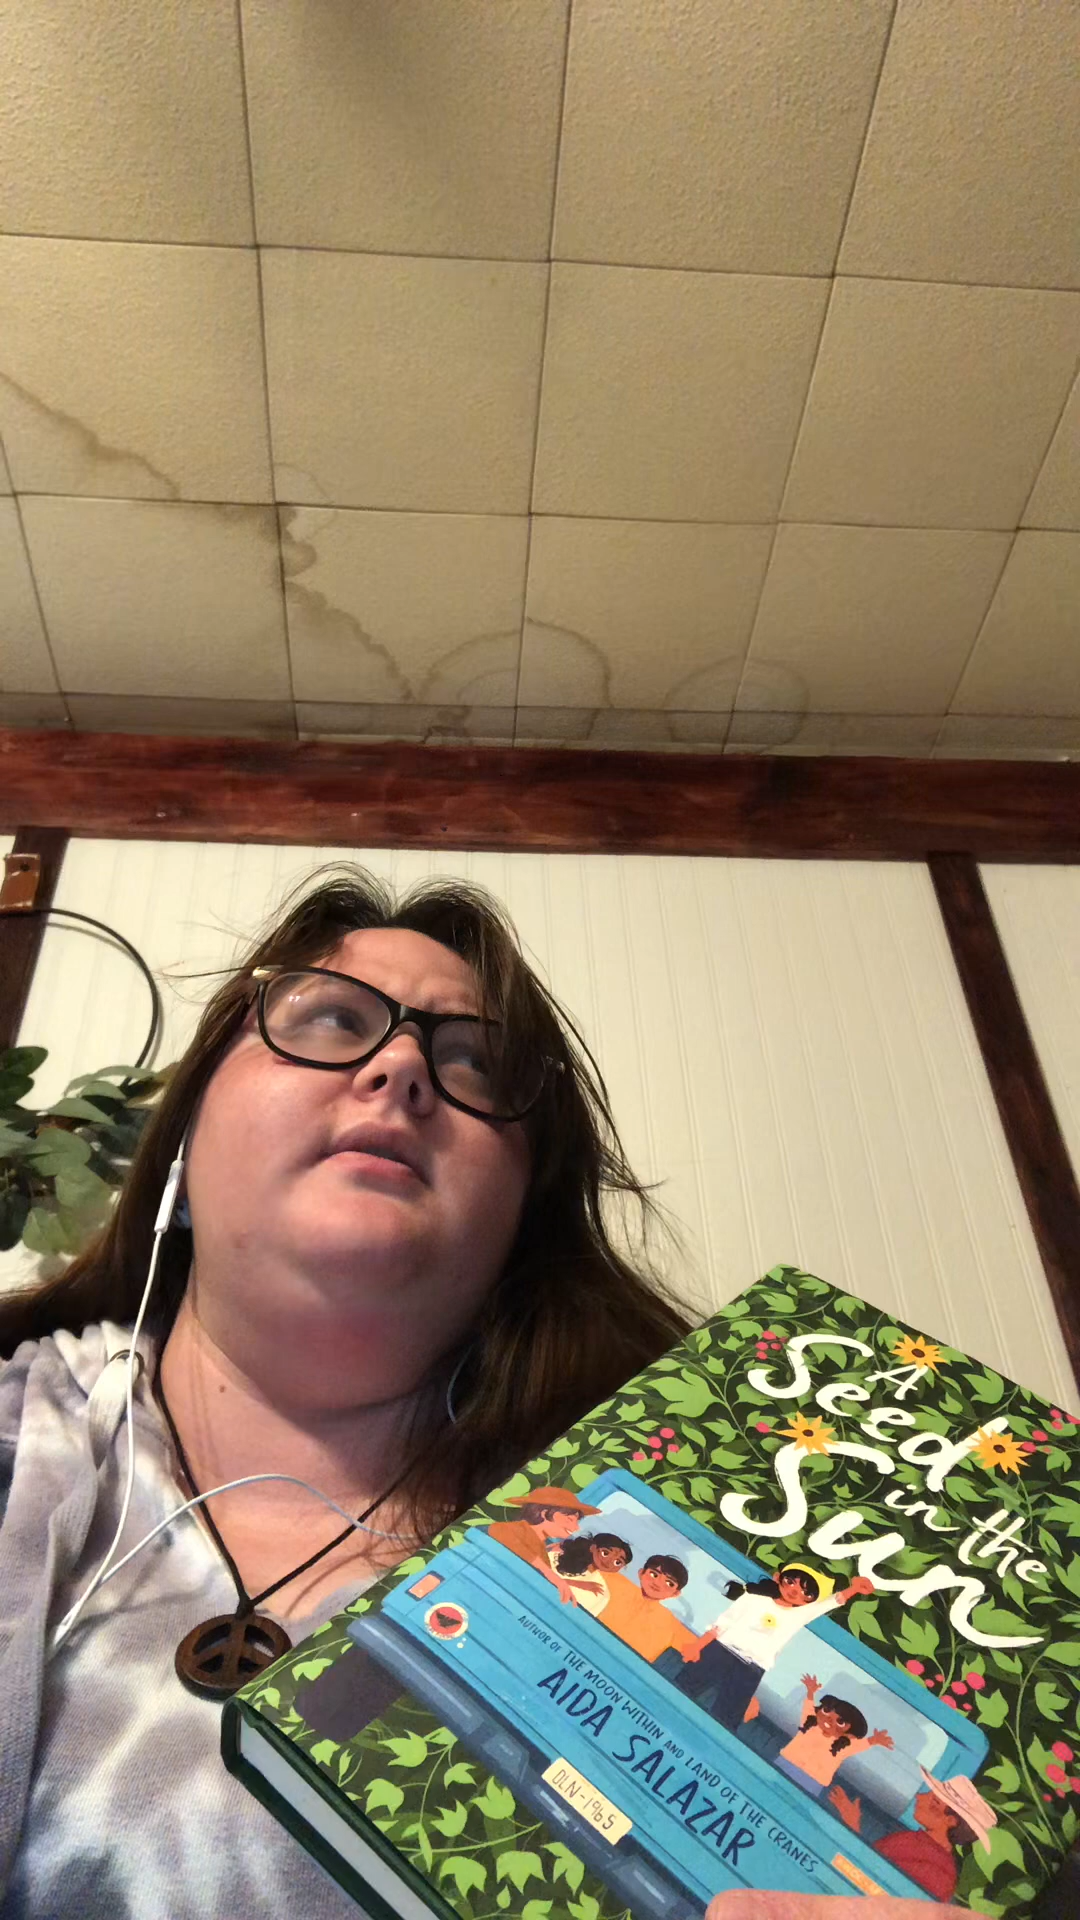 A
Seed
in the
Sun
AUTHOR OF THE MOON WITHIN AND LAND OF THE CRANES
AIDA SALAZAR
DLN-1965